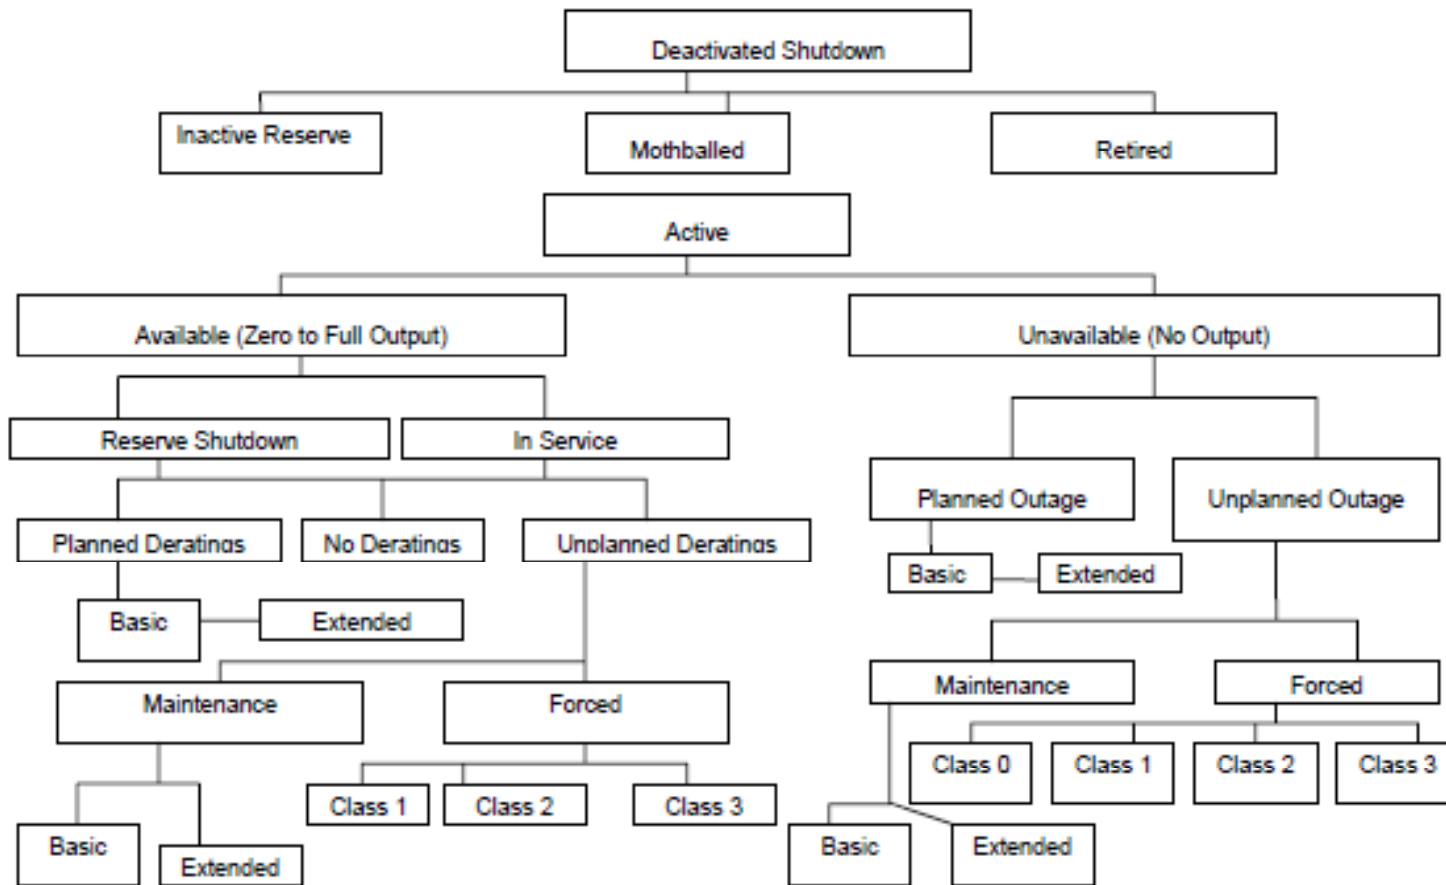 Deactivated Shutdown
Inactive Reserve
Mothballed
Retired
Active
Available (Zero to Full Output)
Unavailable (No Output)
Reserve Shutdown
In Service
Planned Outage
Unplanned Outage
Planned Deratings
No Deratings
Unplanned Deratings
Basic
Extended
Basic
Extended
Maintenance
Forced
Maintenance
Forced
Class 0
Class 1
Class 2
Class 3
Class 1
Class 2
Class 3
Basic
Extended
Basic
Extended